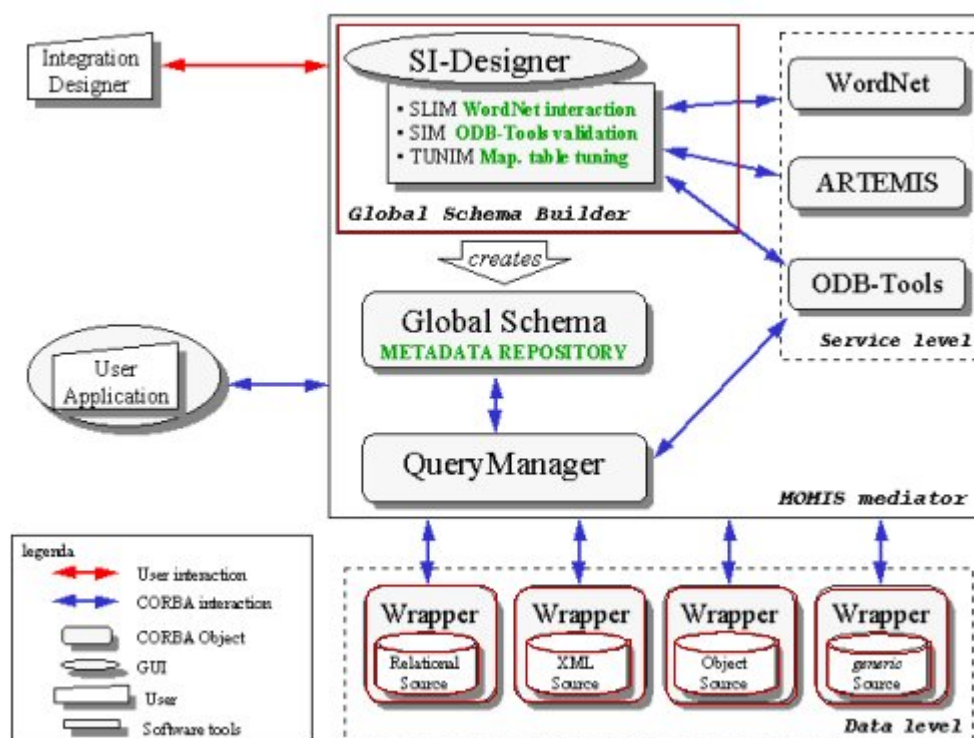 Integration
Designer
SI-Designer
• SLIM WordNet interaction
• SIM ODB-Tools validation
• TUNIM Map. table tuning
Global Schema Builder
WordNet
ARTEMIS
ODB-Tools
Service level
creates
Global Schema
METADATA REPOSITORY
User
Application
QueryManager
MOMIS mediator
legenda
User interaction
CORBA interaction
CORBA Object
GUI
User
Software tools
Wrapper
Relational
Source
Wrapper
XML
Source
Wrapper
Object
Source
Wrapper
generic
Source
Data level